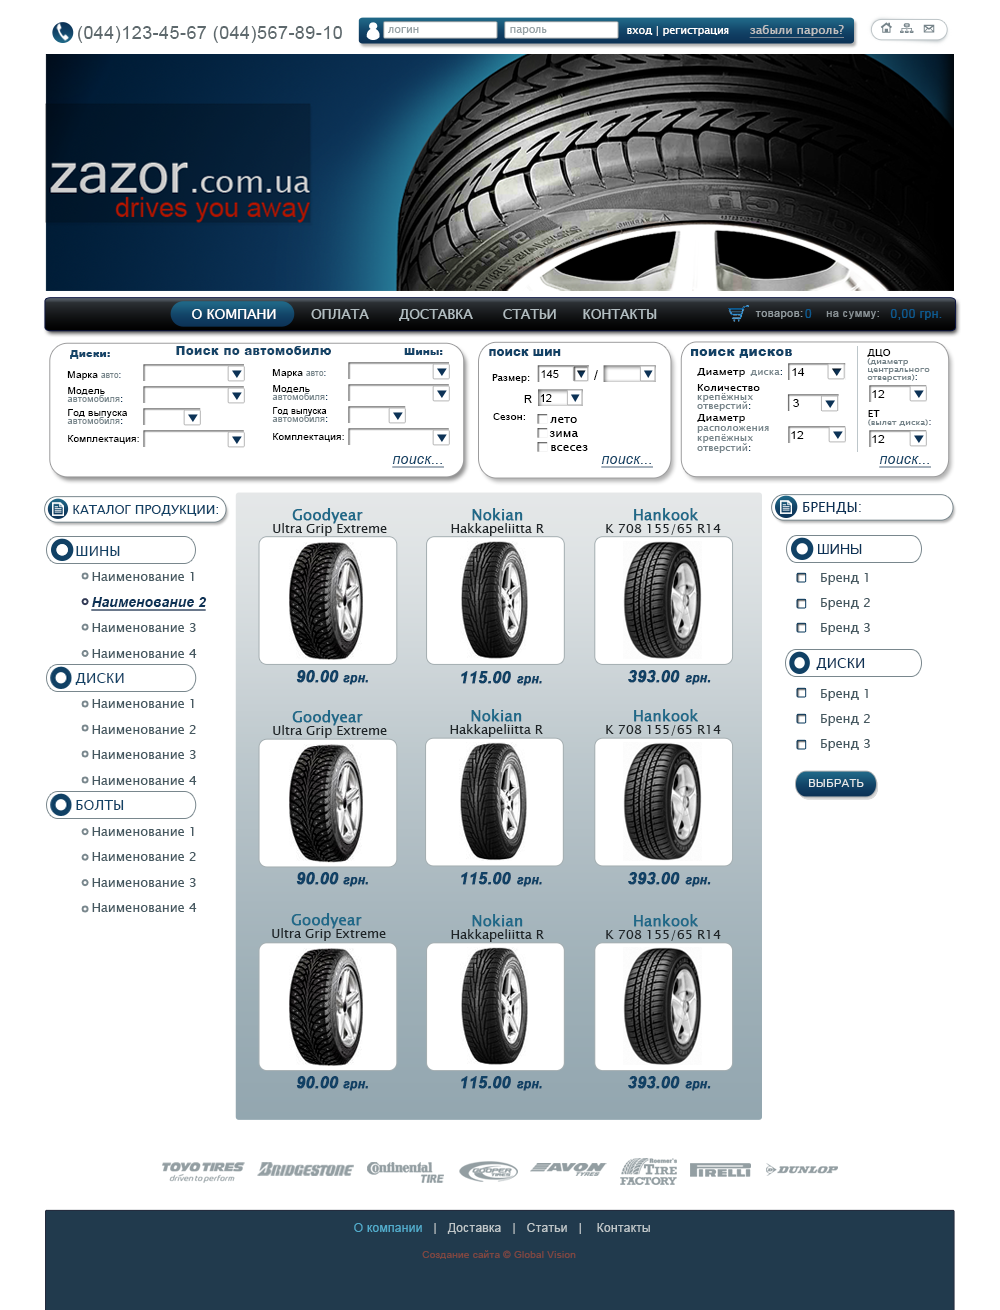 (044)123-45-67 (044)567-89-10
логин
пароль
вход | регистрация
забыли пароль?
zazor.com.ua
drives you away
g-Force
О КОМПАНИ
ОПЛАТА
ДОСТАВКА
СТАТЬИ
КОНТАКТЫ
товаров:0
на сумму: 0,00 грн.
Поиск по автомобилю
Диски:
Марка авто:
Модель
автомобиля:
Год выпуска
автомобиля:
Комплектация:
Шины:
Марка авто:
Модель
автомобиля:
Год выпуска
автомобиля:
Комплектация:
поиск...
поиск шин
Размер: 145 /
R 12
Сезон:
лето
зима
всесез
поиск...
поиск дисков
Диаметр диска: 14
Количество
крепёжных
отверстий: 3
Диаметр
расположения
крепёжных
отверстий: 12
ДЦО
(диаметр
центрального
отверстия):
12
ET
(вылет диска):
12
поиск...
КАТАЛОГ ПРОДУКЦИИ:
ШИНЫ
Наименование 1
Наименование 2
Наименование 3
Наименование 4
ДИСКИ
Наименование 1
Наименование 2
Наименование 3
Наименование 4
БОЛТЫ
Наименование 1
Наименование 2
Наименование 3
Наименование 4
Goodyear
Ultra Grip Extreme
90.00 грн.
Nokian
Hakkapeliitta R
115.00 грн.
Hankook
K 708 155/65 R14
393.00 грн.
Goodyear
Ultra Grip Extreme
90.00 грн.
Nokian
Hakkapeliitta R
115.00 грн.
Hankook
K 708 155/65 R14
393.00 грн.
Goodyear
Ultra Grip Extreme
90.00 грн.
Nokian
Hakkapeliitta R
115.00 грн.
Hankook
K 708 155/65 R14
393.00 грн.
БРЕНДЫ:
ШИНЫ
Бренд 1
Бренд 2
Бренд 3
ДИСКИ
Бренд 1
Бренд 2
Бренд 3
ВЫБРАТЬ
TOYO TIRES
driven to perform
BRIDGESTONE
Continental
TIRE
COOPER
TIRES
AVON
TYRES
TIRE
FACTORY
PIRELLI
DUNLOP
О компании | Доставка | Статьи | Контакты
Создание сайта © Global Vision